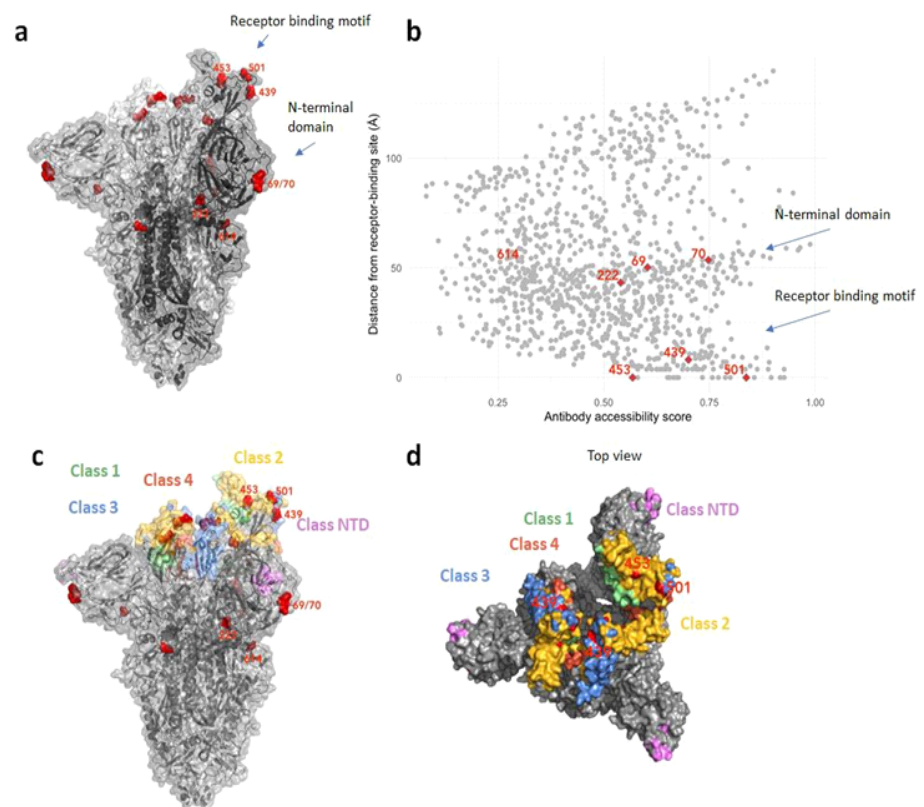 a
Receptor binding motif
453
501
439
N-terminal
domain
69/70
614
b
Distance from receptor-binding site (Å)
100
50
0
614
222
69
70
453
439
501
N-terminal domain
Receptor binding motif
0.25
0.50
0.75
1.00
Antibody accessibility score
c
Class 1
Class 4
Class 2
Class 3
453
501
439
Class NTD
69/70
d
Top view
Class NTD
Class 1
Class 4
Class 3
453
501
439
Class 2